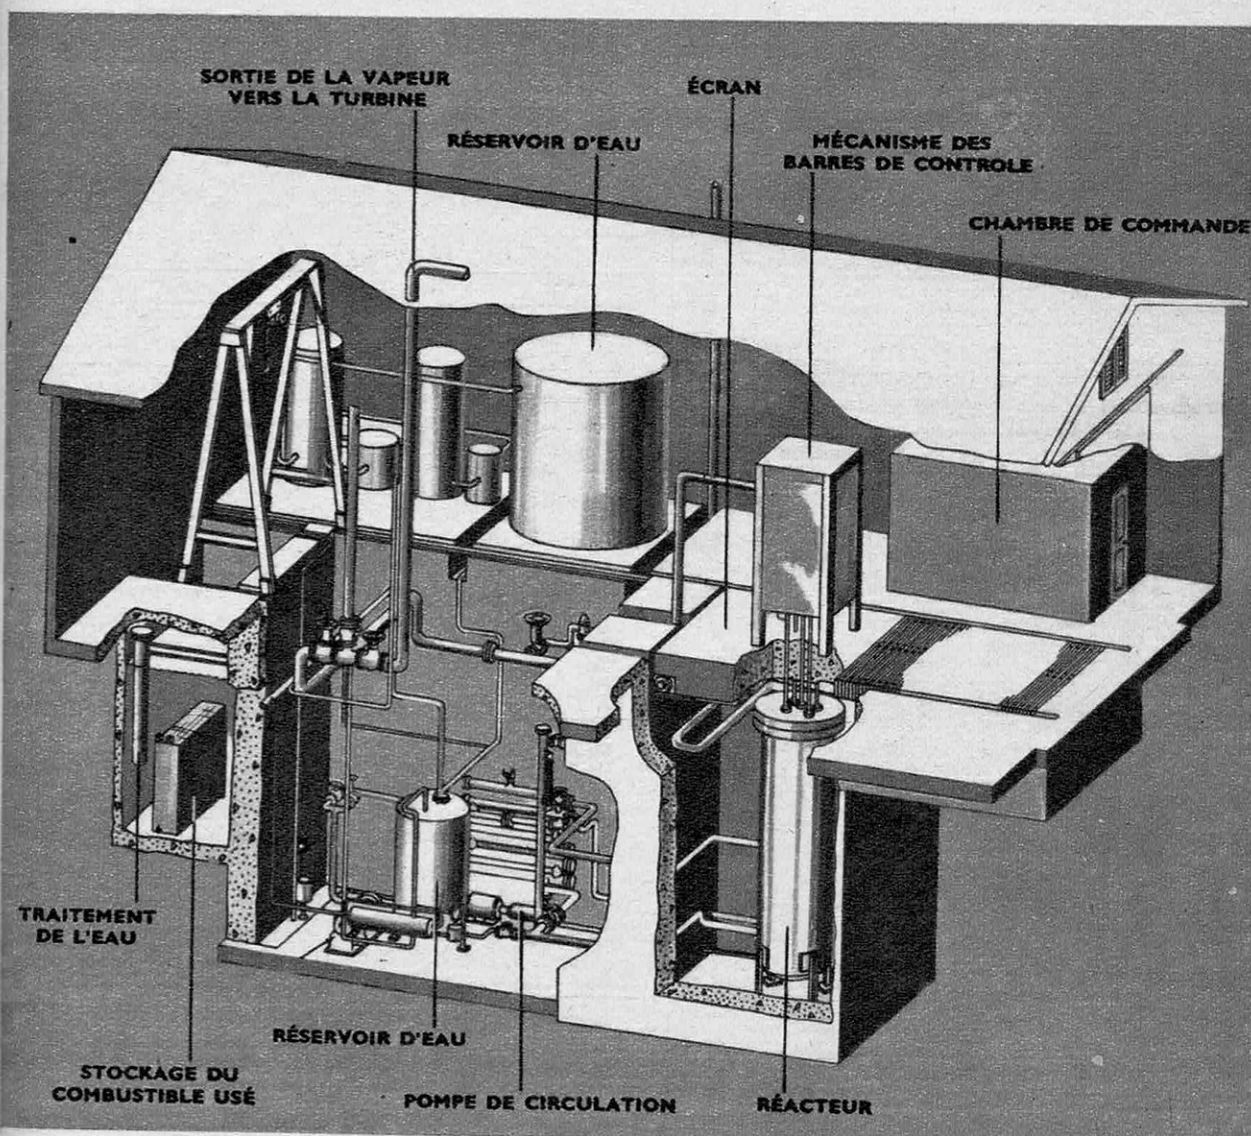 SORTIE DE LA VAPEUR
VERS LA TURBINE
ÉCRAN
RÉSERVOIR D'EAU
MÉCANISME DES
BARRES DE CONTROLE
CHAMBRE DE COMMANDE
TRAITEMENT
DE L'EAU
RÉSERVOIR D'EAU
STOCKAGE DU
COMBUSTIBLE USÉ
POMPE DE CIRCULATION
RÉACTEUR